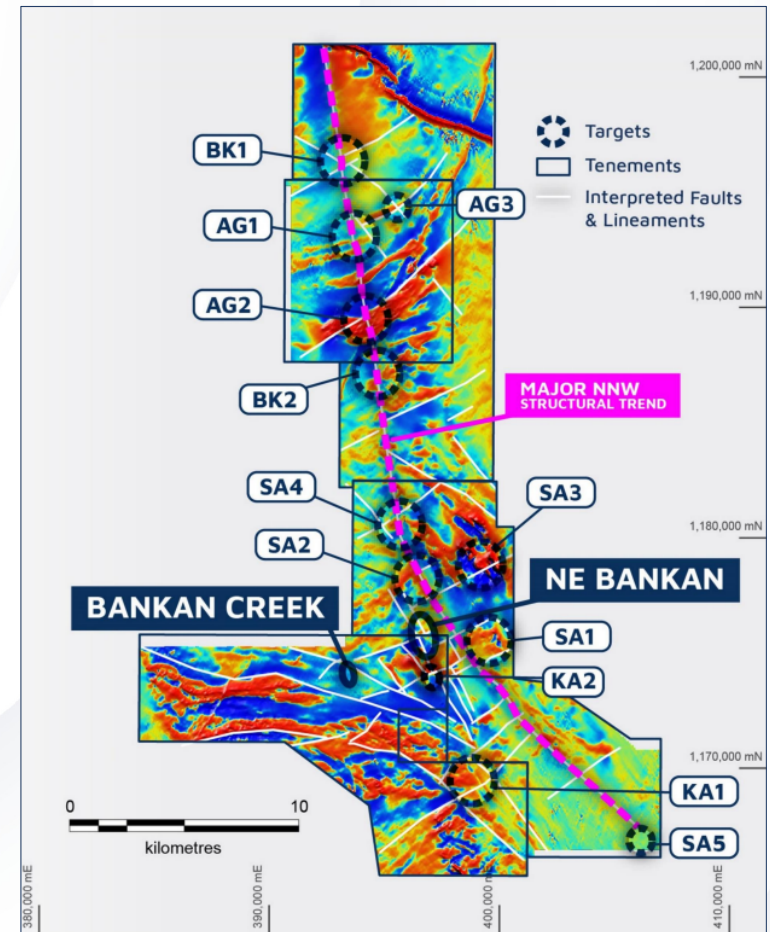 1,200,000 mN
Targets
Tenements
Interpreted Faults
& Lineaments
BK1
AG3
AG1
AG2
1,190,000 mN
BK2
MAJOR NNW
STRUCTURAL TREND
SA4
SA3
SA2
1,180,000 mN
NE BANKAN
BANKAN CREEK
SA1
KA2
1,170,000 mN
KA1
0 10
kilometres
SA5
380,000 mE
390,000 mE
400,000 mE
410,000 mE